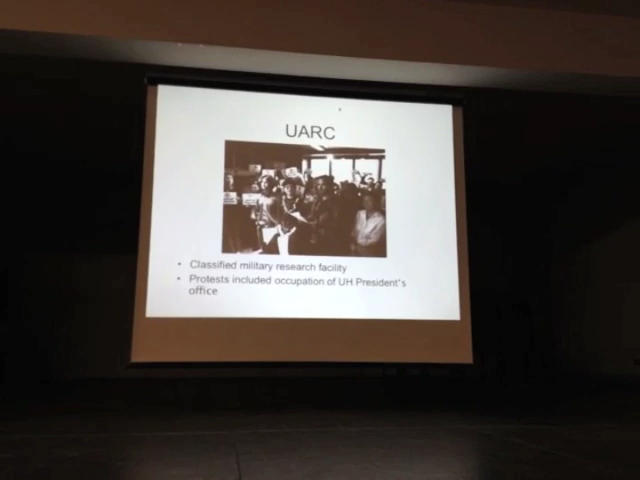 UARC
• Classified military research facility
• Protests included occupation of UH President's
office